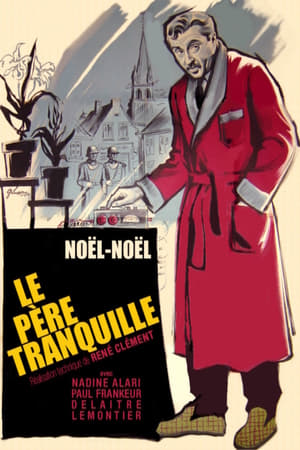 NOËL-NOËL
LE
PÈRE
TRANQUILLE
Réalisation technique de RENÉ CLÉMENT
avec
NADINE ALARI
PAUL FRANKEUR
DELAITRE
LEMONTIER